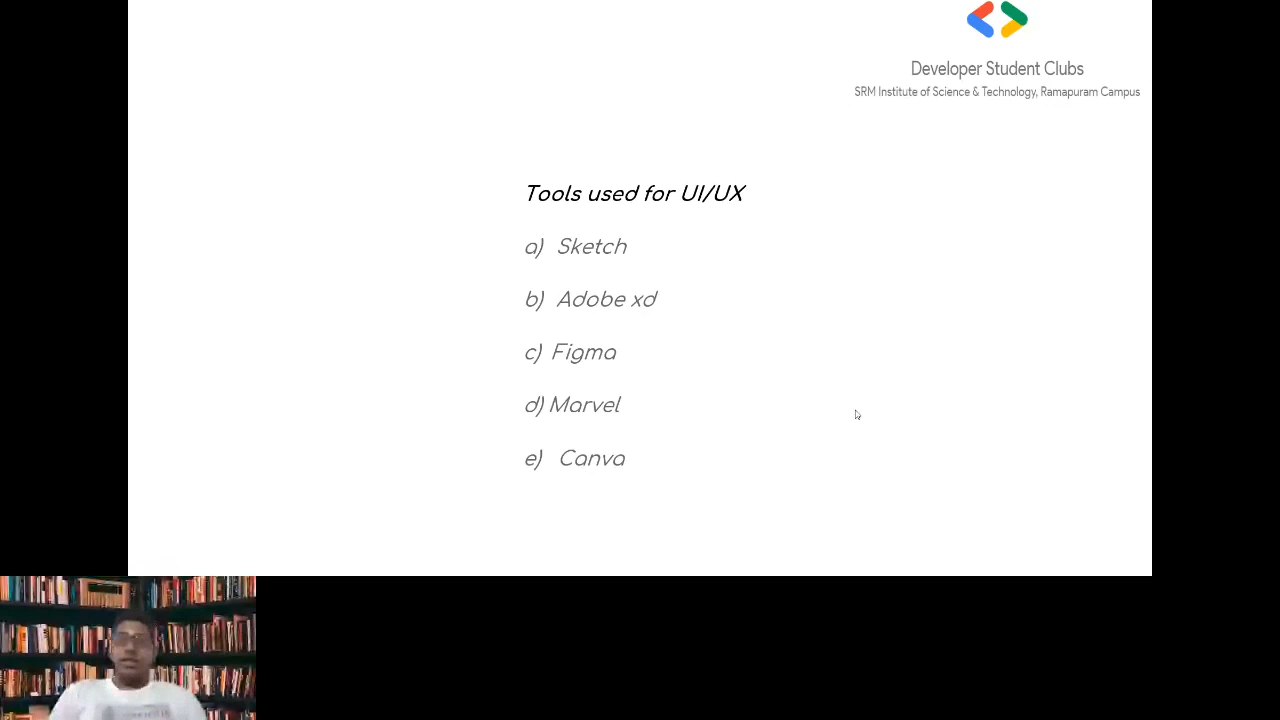 Developer Student Clubs
SRM Institute of Science & Technology, Ramapuram Campus
Tools used for UI/UX
a) Sketch
b) Adobe xd
c) Figma
d) Marvel
e) Canva